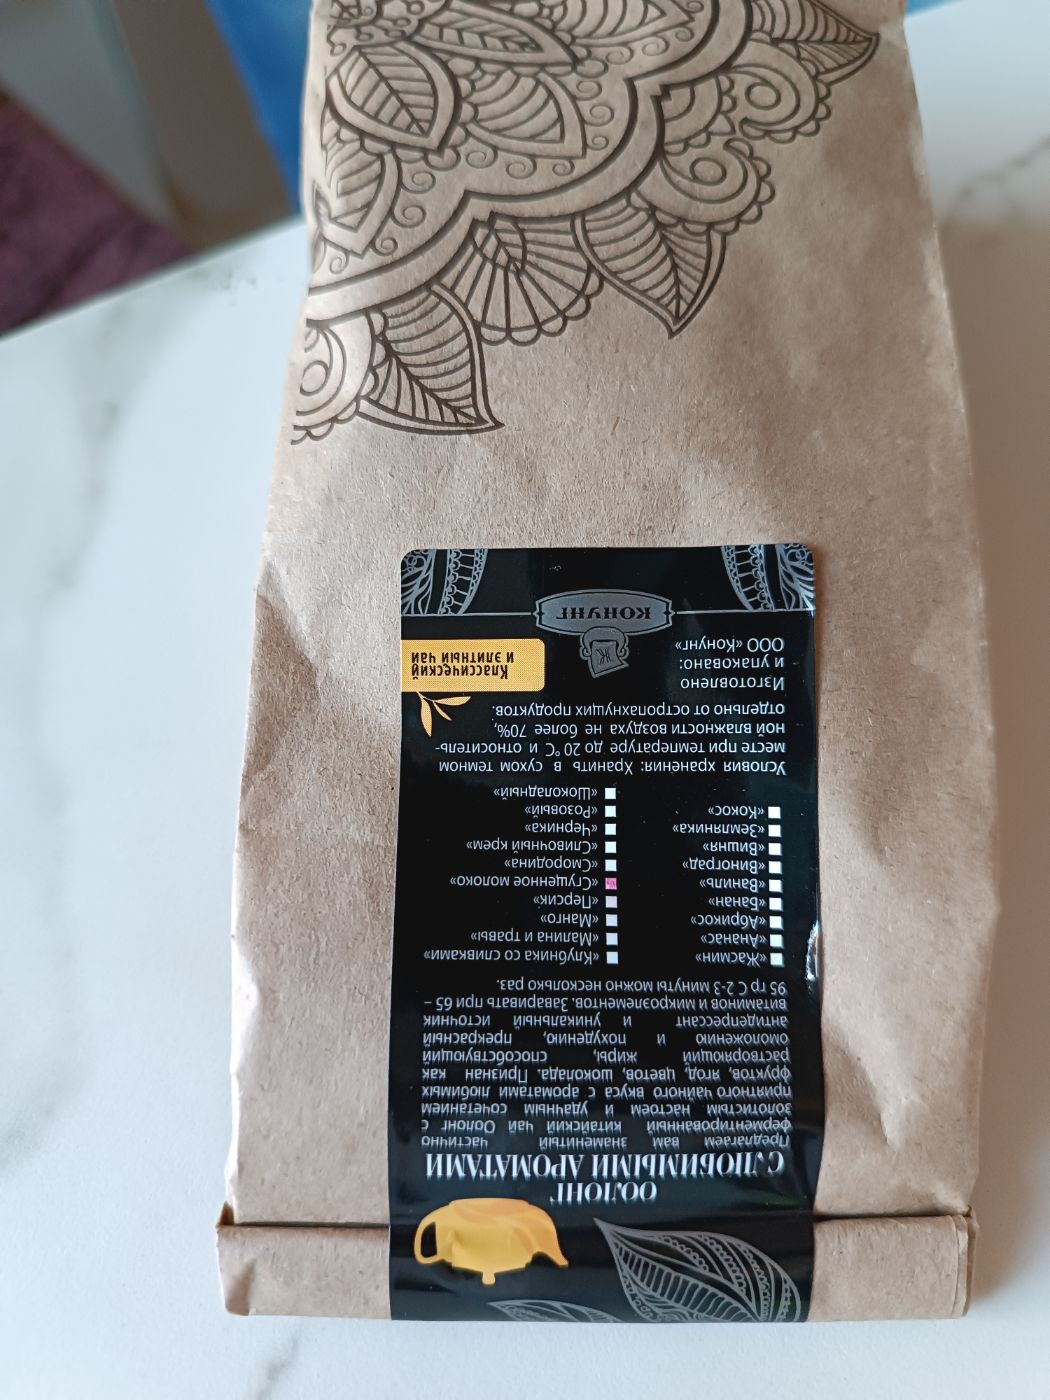 ООЛОНГ
С ЛЮБИМЫМИ АРОМАТАМИ
Предлагаем вам знаменитый частично
ферментированный китайский чай Оолонг с
золотистым настоем и удачным сочетанием
приятного чайного вкуса с ароматами любимых
фруктов, ягод, цветов, шоколада. Признан как
растворяющий жиры, способствующий
омоложению и похудению, прекрасный
антидепрессант и уникальный источник
витаминов и микроэлементов. Заваривать при 65 –
95 гр С 2-3 минуты можно несколько раз.
«Жасмин»
«Ананас»
«Абрикос»
«Банан»
«Ваниль»
«Виноград»
«Вишня»
«Земляника»
«Кокос»
«Клубника со сливками»
«Малина и травы»
«Манго»
«Персик»
«Сгущенное молоко»
«Смородина»
«Сливочный крем»
«Черника»
«Розовый»
«Шоколадный»
Условия хранения: Хранить в сухом темном
месте при температуре до 20 °С и относитель-
ной влажности воздуха не более 70%,
отдельно от остропахнущих продуктов.
Изготовлено
и упаковано:
ООО «Конунг»
Классический
и элитный чай
Ж
КОНУНГ